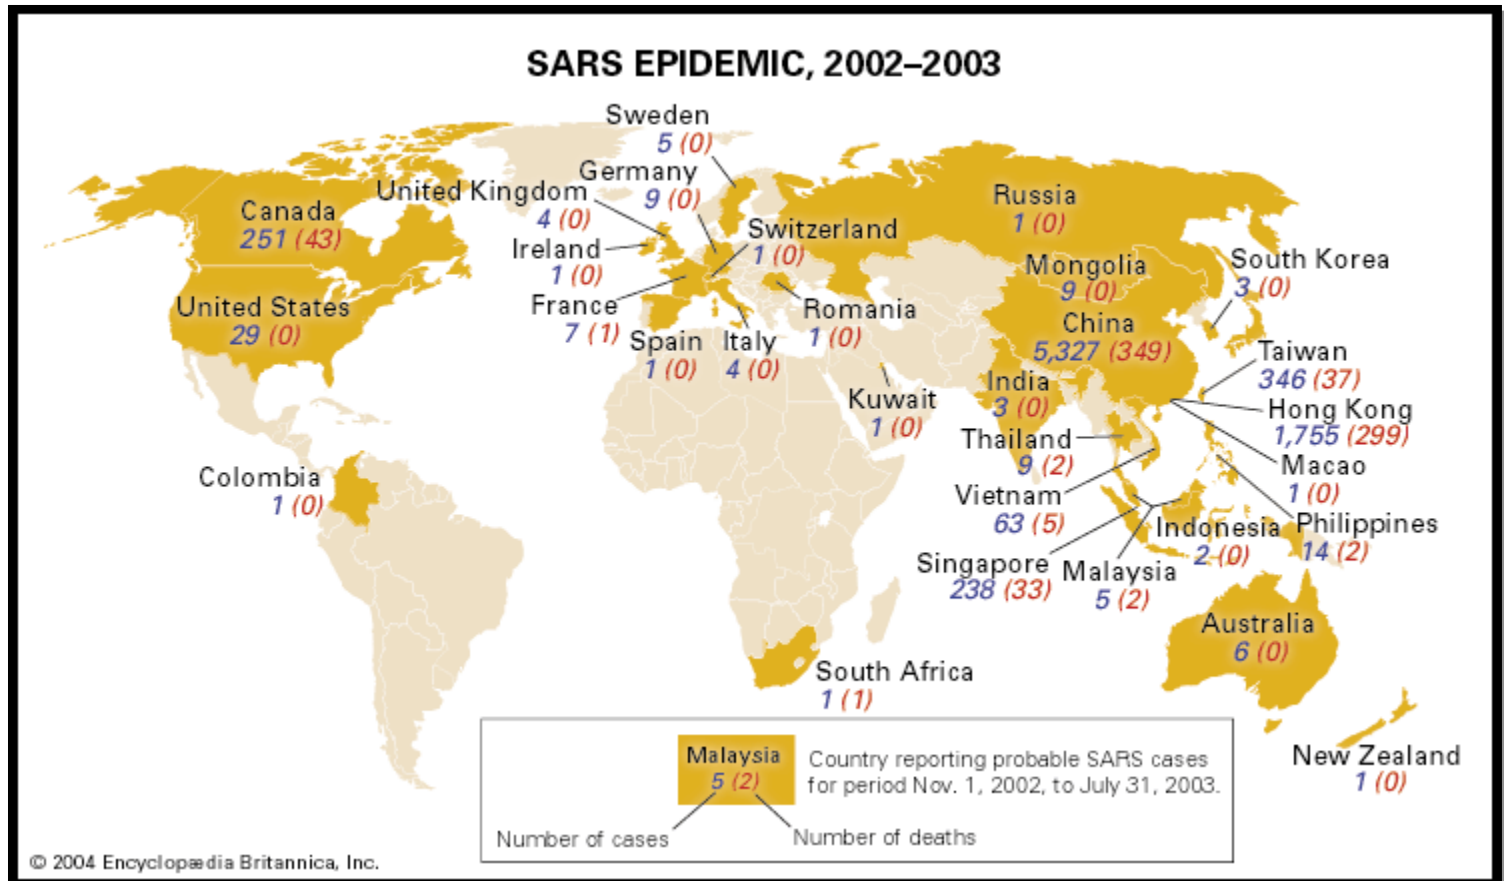 SARS EPIDEMIC, 2002–2003
Sweden
5 (0)
Germany
9 (0)
United Kingdom
4 (0)
Ireland
1 (0)
France
7 (1)
Spain
1 (0)
Italy
4 (0)
Switzerland
1 (0)
Romania
1 (0)
Canada
251 (43)
United States
29 (0)
Colombia
1 (0)
Russia
1 (0)
Mongolia
9 (0)
China
5,327 (349)
South Korea
3 (0)
Taiwan
346 (37)
Hong Kong
1,755 (299)
Macao
1 (0)
Philippines
14 (2)
India
3 (0)
Kuwait
1 (0)
Thailand
9 (2)
Vietnam
63 (5)
Singapore
238 (33)
Malaysia
5 (2)
Indonesia
2 (0)
Australia
6 (0)
New Zealand
1 (0)
South Africa
1 (1)
Malaysia
5 (2)
Number of cases
Number of deaths
Country reporting probable SARS cases
for period Nov. 1, 2002, to July 31, 2003.
© 2004 Encyclopædia Britannica, Inc.